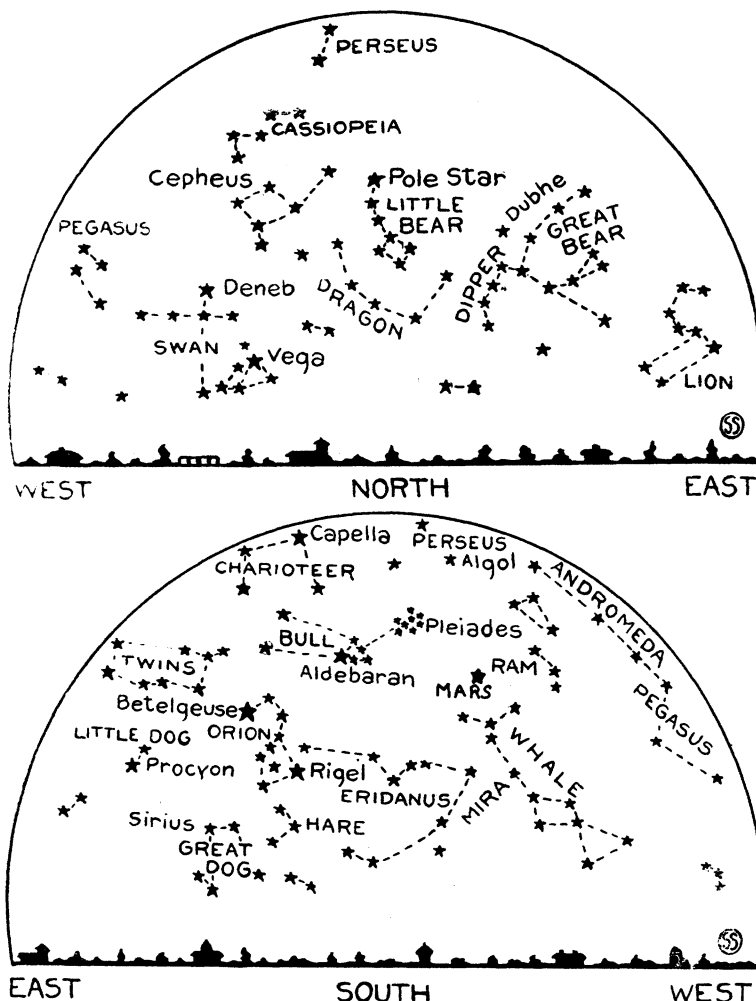 PERSEUS
CASSIOPEIA
Cepheus
Pole Star
LITTLE
BEAR
Dubhe
GREAT
BEAR
PEGASUS
Deneb
DRAGON
DIPPER
SWAN
Vega
LION
SS
WEST NORTH EAST
Capella
PERSEUS
Algol
CHARIOTEER
ANDROMEDA
BULL
Pleiades
TWINS
Aldebaran
RAM
MARS
Betelgeuse
PEGASUS
LITTLE DOG
ORION
WHALE
Procyon
Rigel
ERIDANUS
MIRA
Sirius
HARE
GREAT
DOG
SS
EAST SOUTH WEST